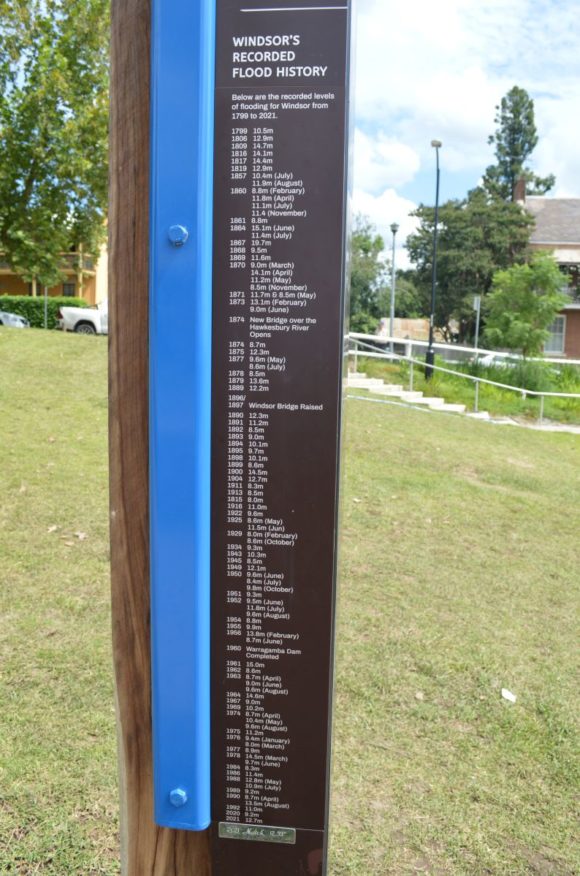 WINDSOR'S
RECORDED
FLOOD HISTORY
Below are the recorded levels
of flooding for Windsor from
1799 to 2021.
1799 10.5m
1806 12.9m
1809 14.7m
1816 14.1m
1817 14.4m
1819 12.9m
1857 10.4m (July)
11.9m (August)
1860 8.8m (February)
11.8m (April)
11.1m (July)
11.4 (November)
1861 8.8m
1864 15.1m (June)
11.4m (July)
1867 19.7m
1868 9.5m
1869 11.6m
1870 9.0m (March)
14.1m (April)
11.2m (May)
8.5m (November)
1871 11.7m & 8.5m (May)
1873 13.1m (February)
9.0m (June)
1874 New Bridge over the
Hawkesbury River
Opens
1874 8.7m
1875 12.3m
1877 9.6m (May)
8.6m (July)
1878 8.5m
1879 13.6m
1889 12.2m
1896/
1897 Windsor Bridge Raised
1890 12.3m
1891 11.2m
1892 8.5m
1893 9.0m
1894 10.1m
1895 9.7m
1898 10.1m
1899 8.6m
1900 14.5m
1904 12.7m
1911 8.3m
1913 8.5m
1815 8.0m
1916 11.0m
1922 9.6m
1925 8.6m (May)
11.5m (Jun)
1929 8.0m (February)
8.6m (October)
1934 9.3m
1943 10.3m
1945 8.5m
1949 12.1m
1950 9.6m (June)
8.4m (July)
9.8m (October)
1951 9.3m
1952 9.5m (June)
11.8m (July)
9.6m (August)
1954 8.8m
1955 9.9m
1956 13.8m (February)
8.7m (June)
1960 Warragamba Dam
Completed
1961 15.0m
1962 8.6m
1963 8.7m (April)
9.0m (June)
9.6m (August)
1964 14.6m
1967 9.0m
1969 10.2m
1974 8.7m (April)
10.4m (May)
9.6m (August)
1975 11.2m
1976 9.4m (January)
8.0m (March)
1977 8.9m
1978 14.5m (March)
9.7m (June)
1984 8.3m
1986 11.4m
1988 12.8m (May)
10.9m (July)
1989 9.2m
1990 8.7m (April)
13.5m (August)
1992 11.0m
2020 9.2m
2021 12.7m
March